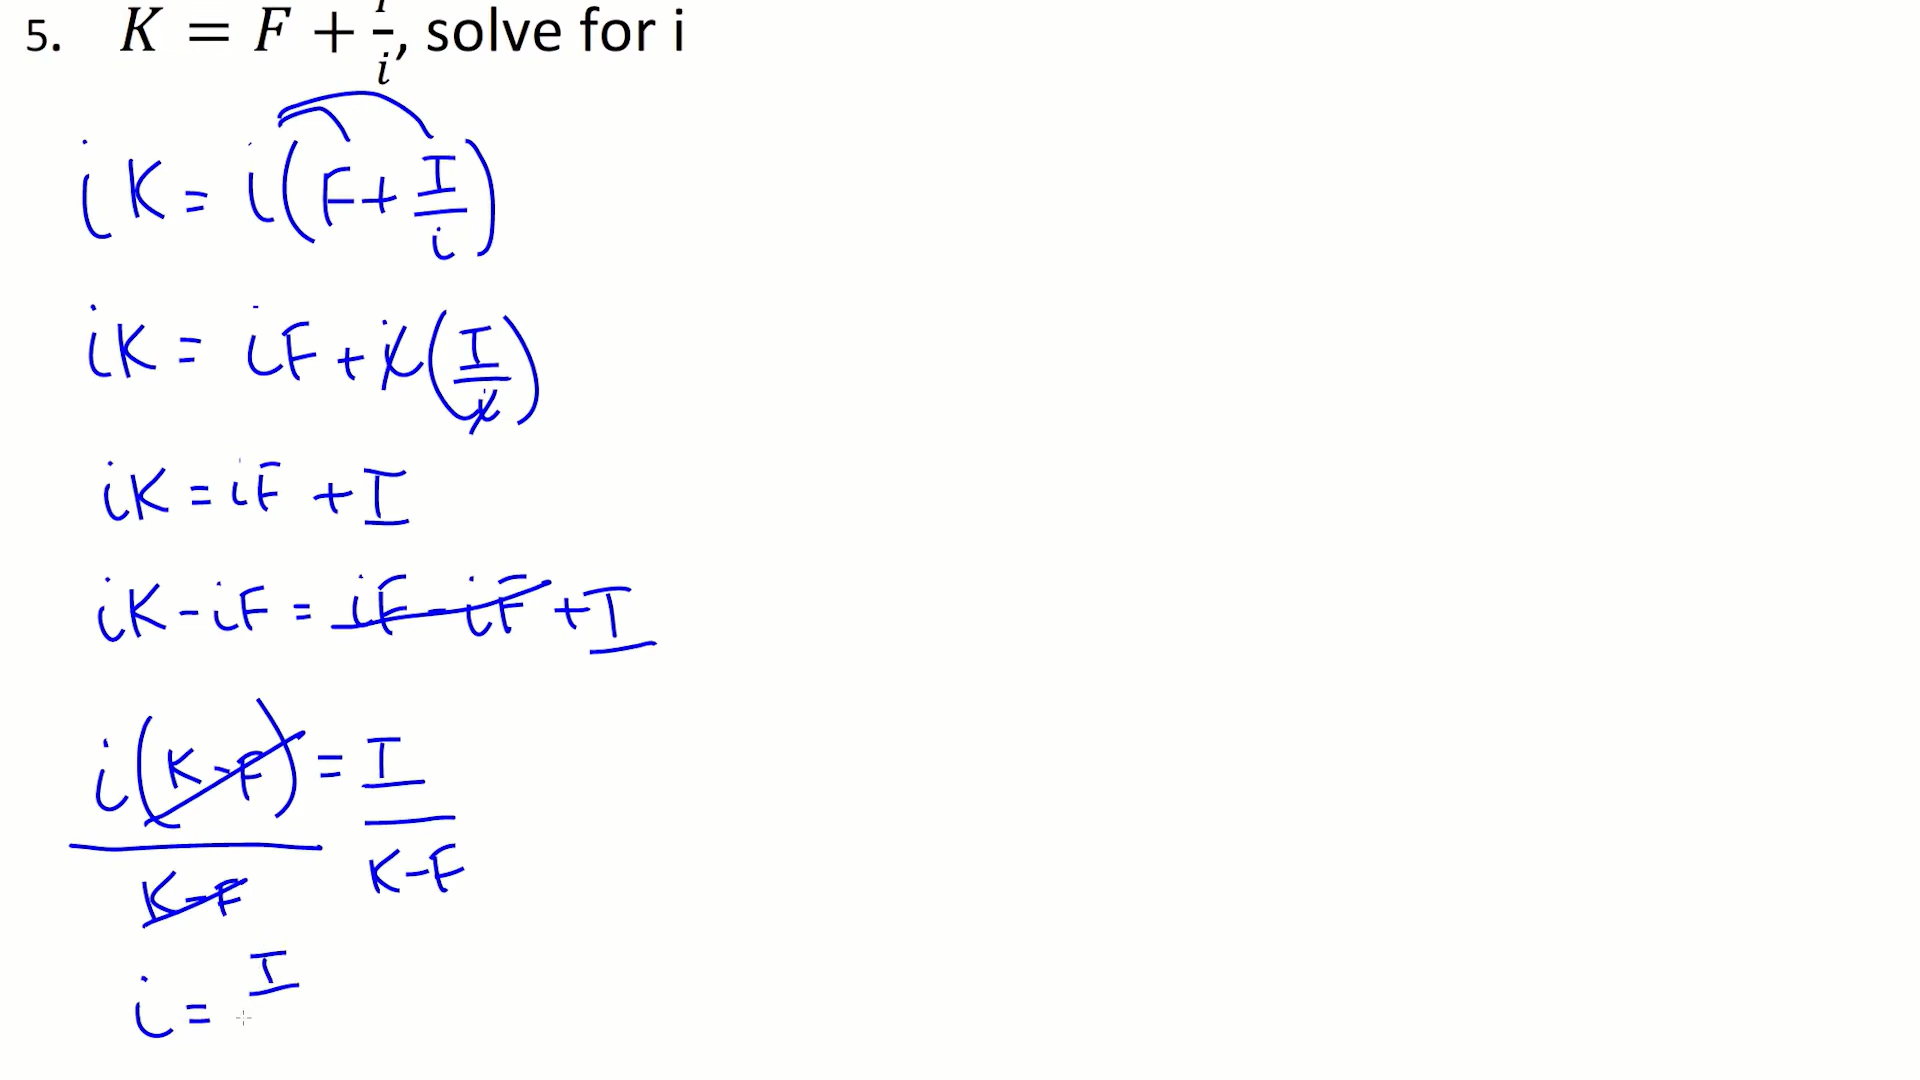 5. K = F + I/i, solve for i
iK = i(F + I/i)
iK = iF + i(I/i)
iK = iF + I
iK - iF = iF - iF + I
i(K - F)/K - F = I/K - F
i = I